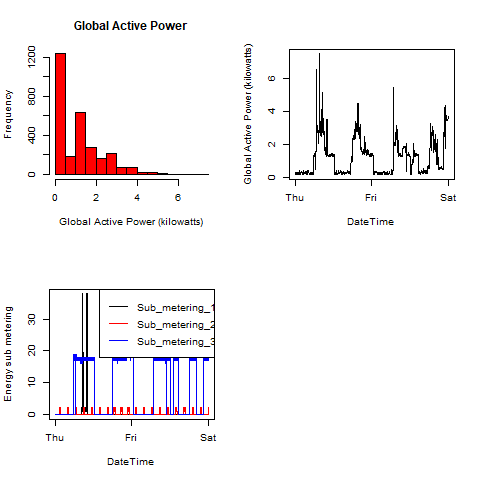 Global Active Power
Frequency
0 400 800 1200
0 2 4 6
Global Active Power (kilowatts)
Global Active Power (kilowatts)
0 2 4 6
Thu Fri Sat
DateTime
Energy sub metering
0 10 20 30
Sub_metering_1
Sub_metering_2
Sub_metering_3
Thu Fri Sat
DateTime